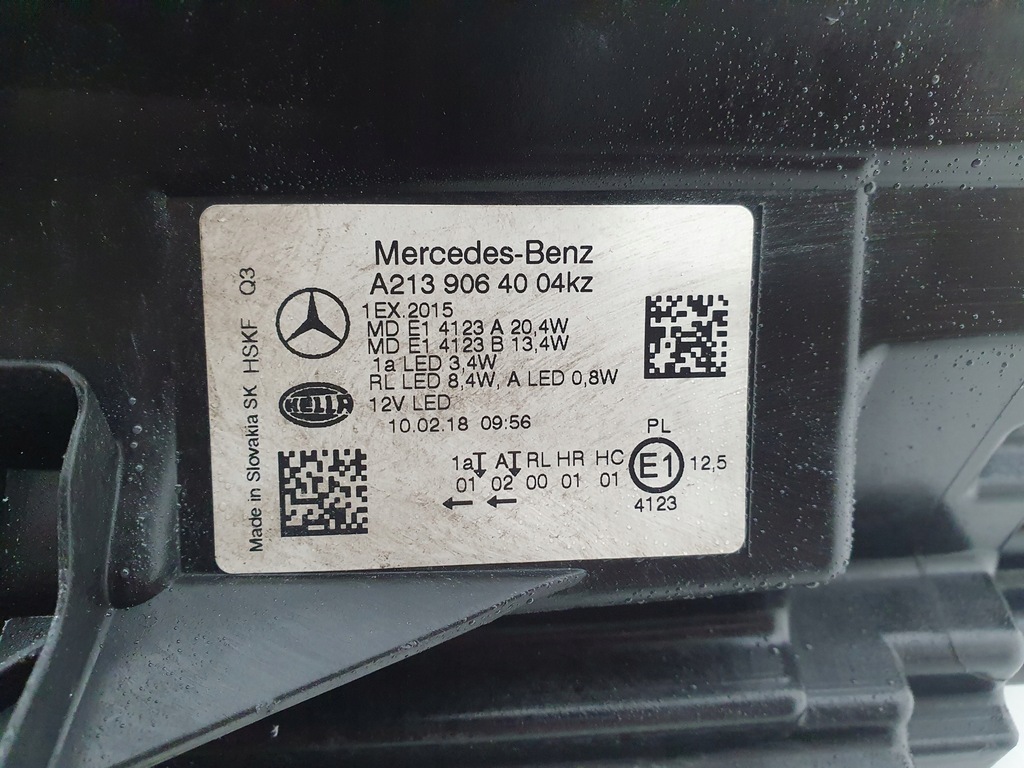 Mercedes-Benz
A213 906 40 04kz
1EX.2015
MD E1 4123 A 20,4W
MD E1 4123 B 13,4W
1a LED 3,4W
RL LED 8,4W, A LED 0,8W
12V LED
10.02.18 09:56
HELLA
Made in Slovakia SK HSKF Q3
PL
1a A RL HR HC E1 12,5
01 02 00 01 01
← ←
4123